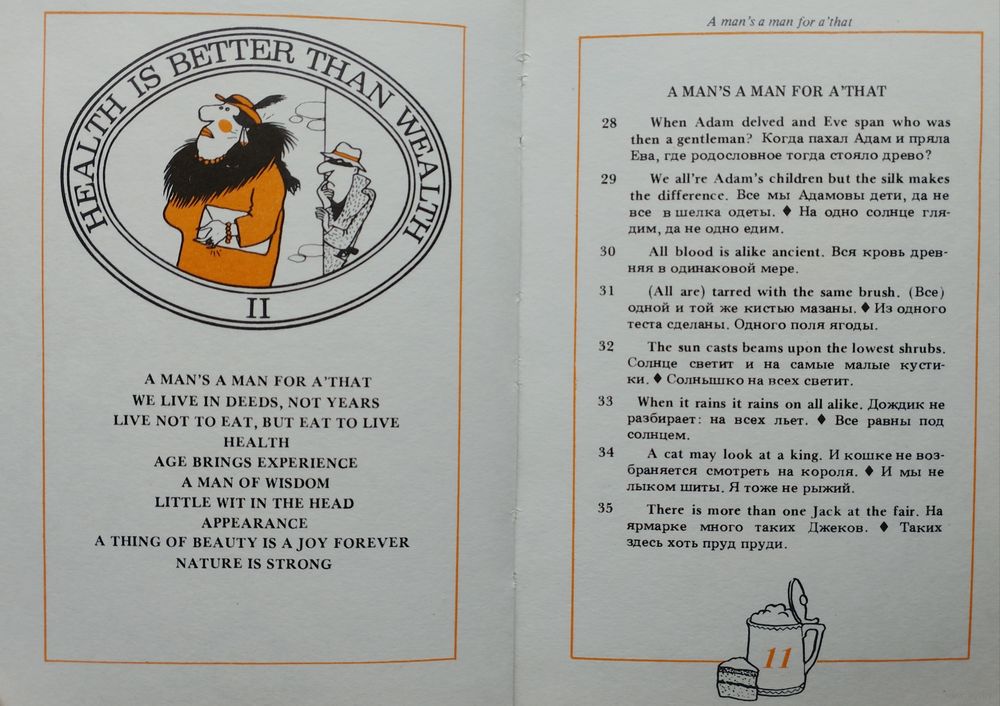 HEALTH IS BETTER THAN WEALTH
II
A MAN'S A MAN FOR A'THAT
WE LIVE IN DEEDS, NOT YEARS
LIVE NOT TO EAT, BUT EAT TO LIVE
HEALTH
AGE BRINGS EXPERIENCE
A MAN OF WISDOM
LITTLE WIT IN THE HEAD
APPEARANCE
A THING OF BEAUTY IS A JOY FOREVER
NATURE IS STRONG
A man's a man for a'that
A MAN'S A MAN FOR A'THAT
28 When Adam delved and Eve span who was
then a gentleman? Когда пахал Адам и пряла
Ева, где родословное тогда стояло древо?
29 We all're Adam's children but the silk makes
the difference. Все мы Адамовы дети, да не
все в шелка одеты. ♦ На одно солнце гля-
дим, да не одно едим.
30 All blood is alike ancient. Вся кровь древ-
няя в одинаковой мере.
31 (All are) tarred with the same brush. (Все)
одной и той же кистью мазаны. ♦ Из одного
теста сделаны. Одного поля ягоды.
32 The sun casts beams upon the lowest shrubs.
Солнце светит и на самые малые кусти-
ки. ♦ Солнышко на всех светит.
33 When it rains it rains on all alike. Дождик не
разбирает: на всех льет. ♦ Все равны под
солнцем.
34 A cat may look at a king. И кошке не воз-
браняется смотреть на короля. ♦ И мы не
лыком шиты. Я тоже не рыжий.
35 There is more than one Jack at the fair. На
ярмарке много таких Джеков. ♦ Таких
здесь хоть пруд пруди.
11